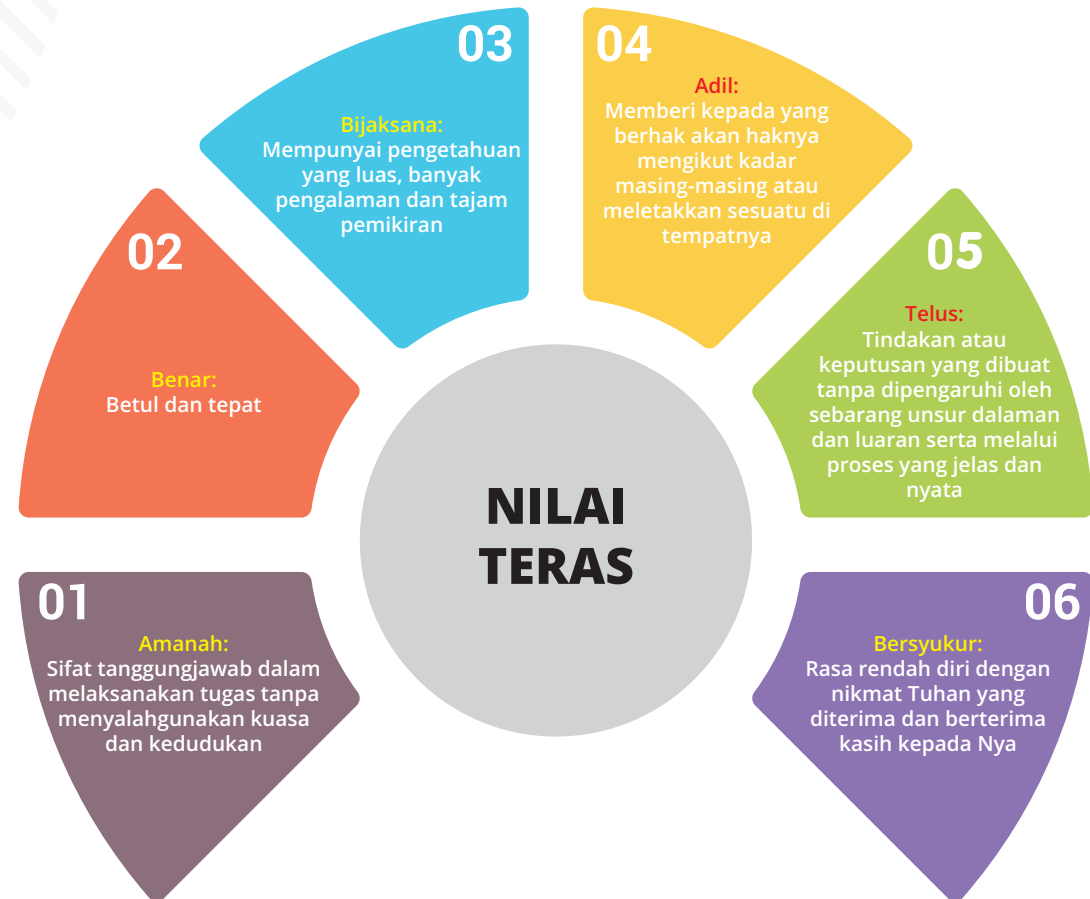 NILAI
TERAS
01
Amanah:
Sifat tanggungjawab dalam
melaksanakan tugas tanpa
menyalahgunakan kuasa
dan kedudukan
02
Benar:
Betul dan tepat
03
Bijaksana:
Mempunyai pengetahuan
yang luas, banyak
pengalaman dan tajam
pemikiran
04
Adil:
Memberi kepada yang
berhak akan haknya
mengikut kadar
masing-masing atau
meletakkan sesuatu di
tempatnya
05
Telus:
Tindakan atau
keputusan yang dibuat
tanpa dipengaruhi oleh
sebarang unsur dalaman
dan luaran serta melalui
proses yang jelas dan
nyata
06
Bersyukur:
Rasa rendah diri dengan
nikmat Tuhan yang
diterima dan berterima
kasih kepada Nya